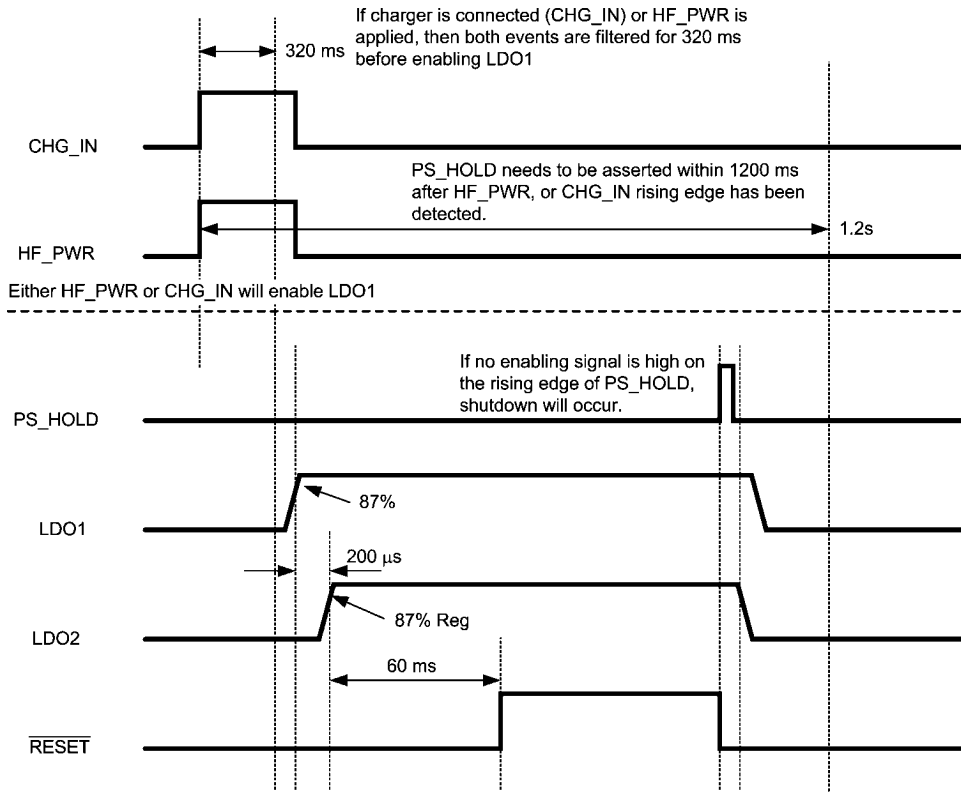 If charger is connected (CHG_IN) or HF_PWR is
applied, then both events are filtered for 320 ms
before enabling LDO1
320 ms
CHG_IN
PS_HOLD needs to be asserted within 1200 ms
after HF_PWR, or CHG_IN rising edge has been
detected.
1.2s
HF_PWR
Either HF_PWR or CHG_IN will enable LDO1
If no enabling signal is high on
the rising edge of PS_HOLD,
shutdown will occur.
PS_HOLD
87%
LDO1
200 μs
87% Reg
LDO2
60 ms
RESET